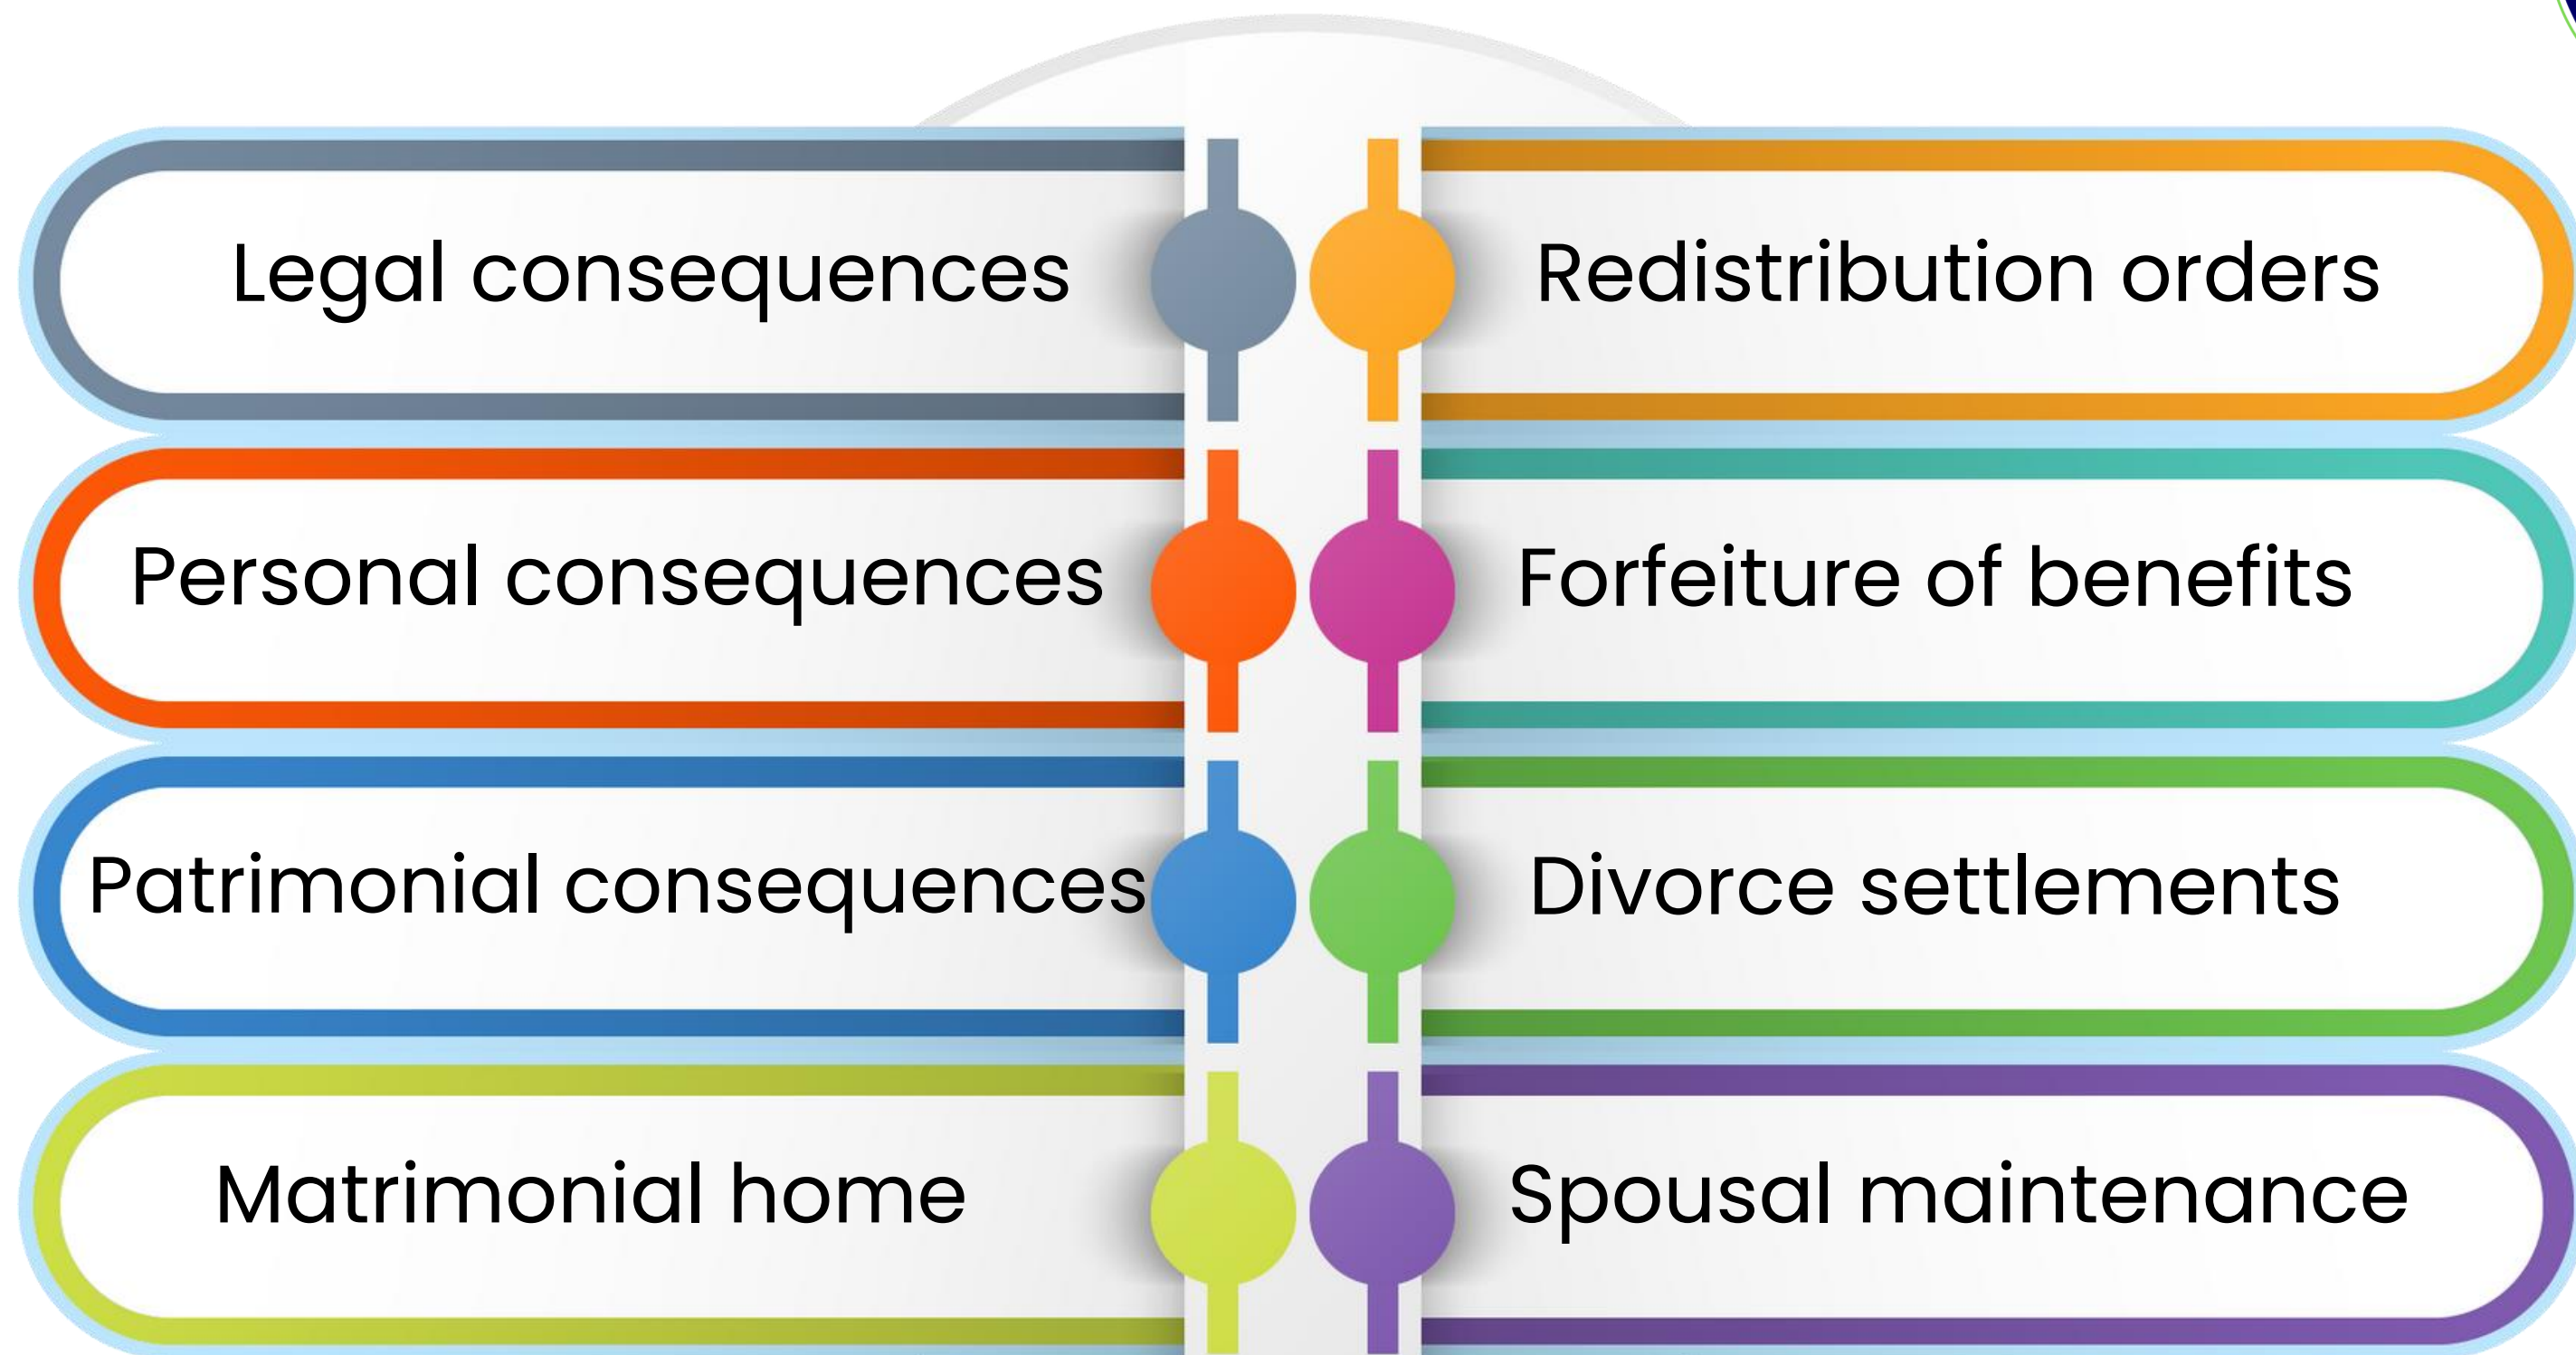 Legal consequences
Personal consequences
Patrimonial consequences
Matrimonial home
Redistribution orders
Forfeiture of benefits
Divorce settlements
Spousal maintenance